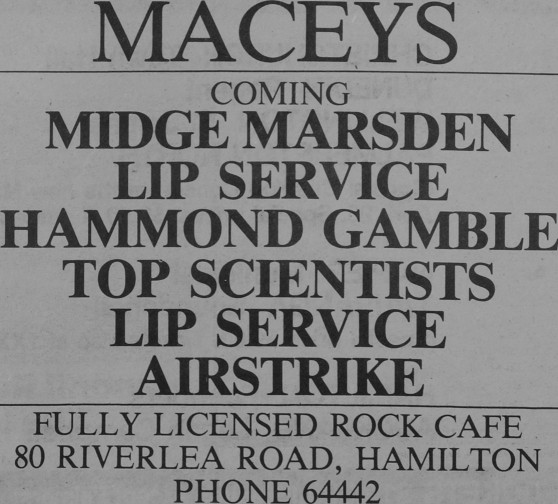 MACEYS
COMING
MIDGE MARSDEN
LIP SERVICE
HAMMOND GAMBLE
TOP SCIENTISTS
LIP SERVICE
AIRSTRIKE
FULLY LICENSED ROCK CAFE
80 RIVERLEA ROAD, HAMILTON
PHONE 64442